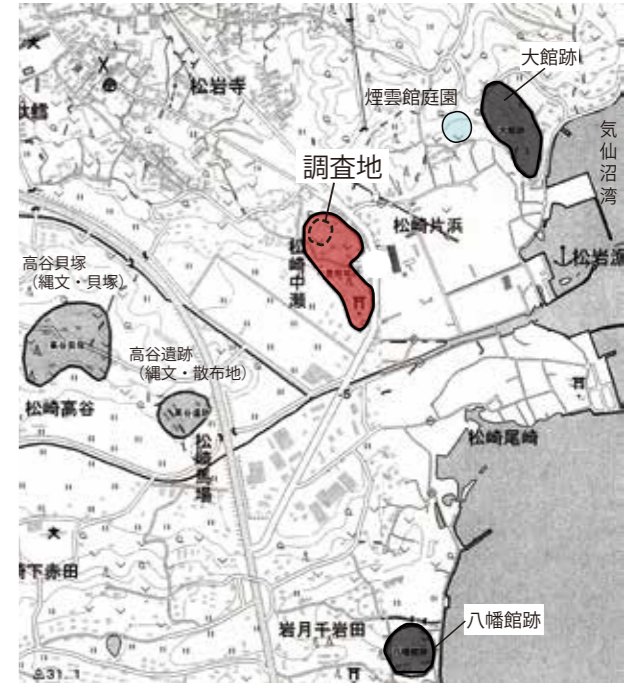 大館跡
松岩寺
煙雲館庭園
気仙沼湾
調査地
松崎片浜
松岩漁
松崎中瀬
高谷貝塚
（縄文・貝塚）
高谷遺跡
（縄文・散布地）
松崎高谷
松崎馬場
松崎尾崎
下赤田
岩月千岩田
八幡館跡
31.1